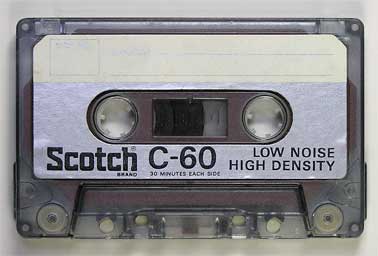 Scotch® C-60 LOW NOISE
BRAND 30 MINUTES EACH SIDE HIGH DENSITY